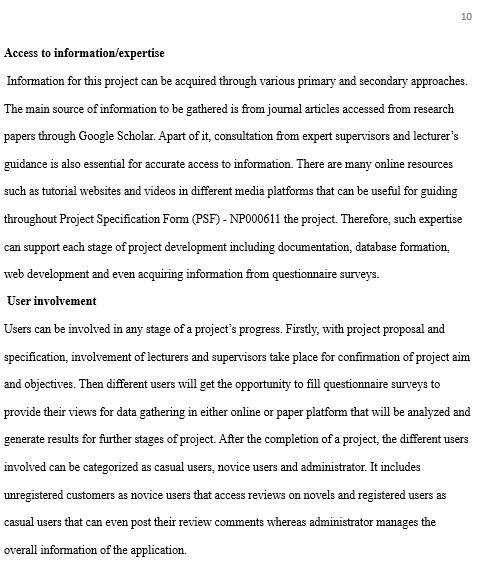 10
Access to information/expertise
Information for this project can be acquired through various primary and secondary approaches.
The main source of information to be gathered is from journal articles accessed from research
papers through Google Scholar. Apart of it, consultation from expert supervisors and lecturer's
guidance is also essential for accurate access to information. There are many online resources
such as tutorial websites and videos in different media platforms that can be useful for guiding
throughout Project Specification Form (PSF) - NP000611 the project. Therefore, such expertise
can support each stage of project development including documentation, database formation,
web development and even acquiring information from questionnaire surveys.
User involvement
Users can be involved in any stage of a project's progress. Firstly, with project proposal and
specification, involvement of lecturers and supervisors take place for confirmation of project aim
and objectives. Then different users will get the opportunity to fill questionnaire surveys to
provide their views for data gathering in either online or paper platform that will be analyzed and
generate results for further stages of project. After the completion of a project, the different users
involved can be categorized as casual users, novice users and administrator. It includes
unregistered customers as novice users that access reviews on novels and registered users as
casual users that can even post their review comments whereas administrator manages the
overall information of the application.